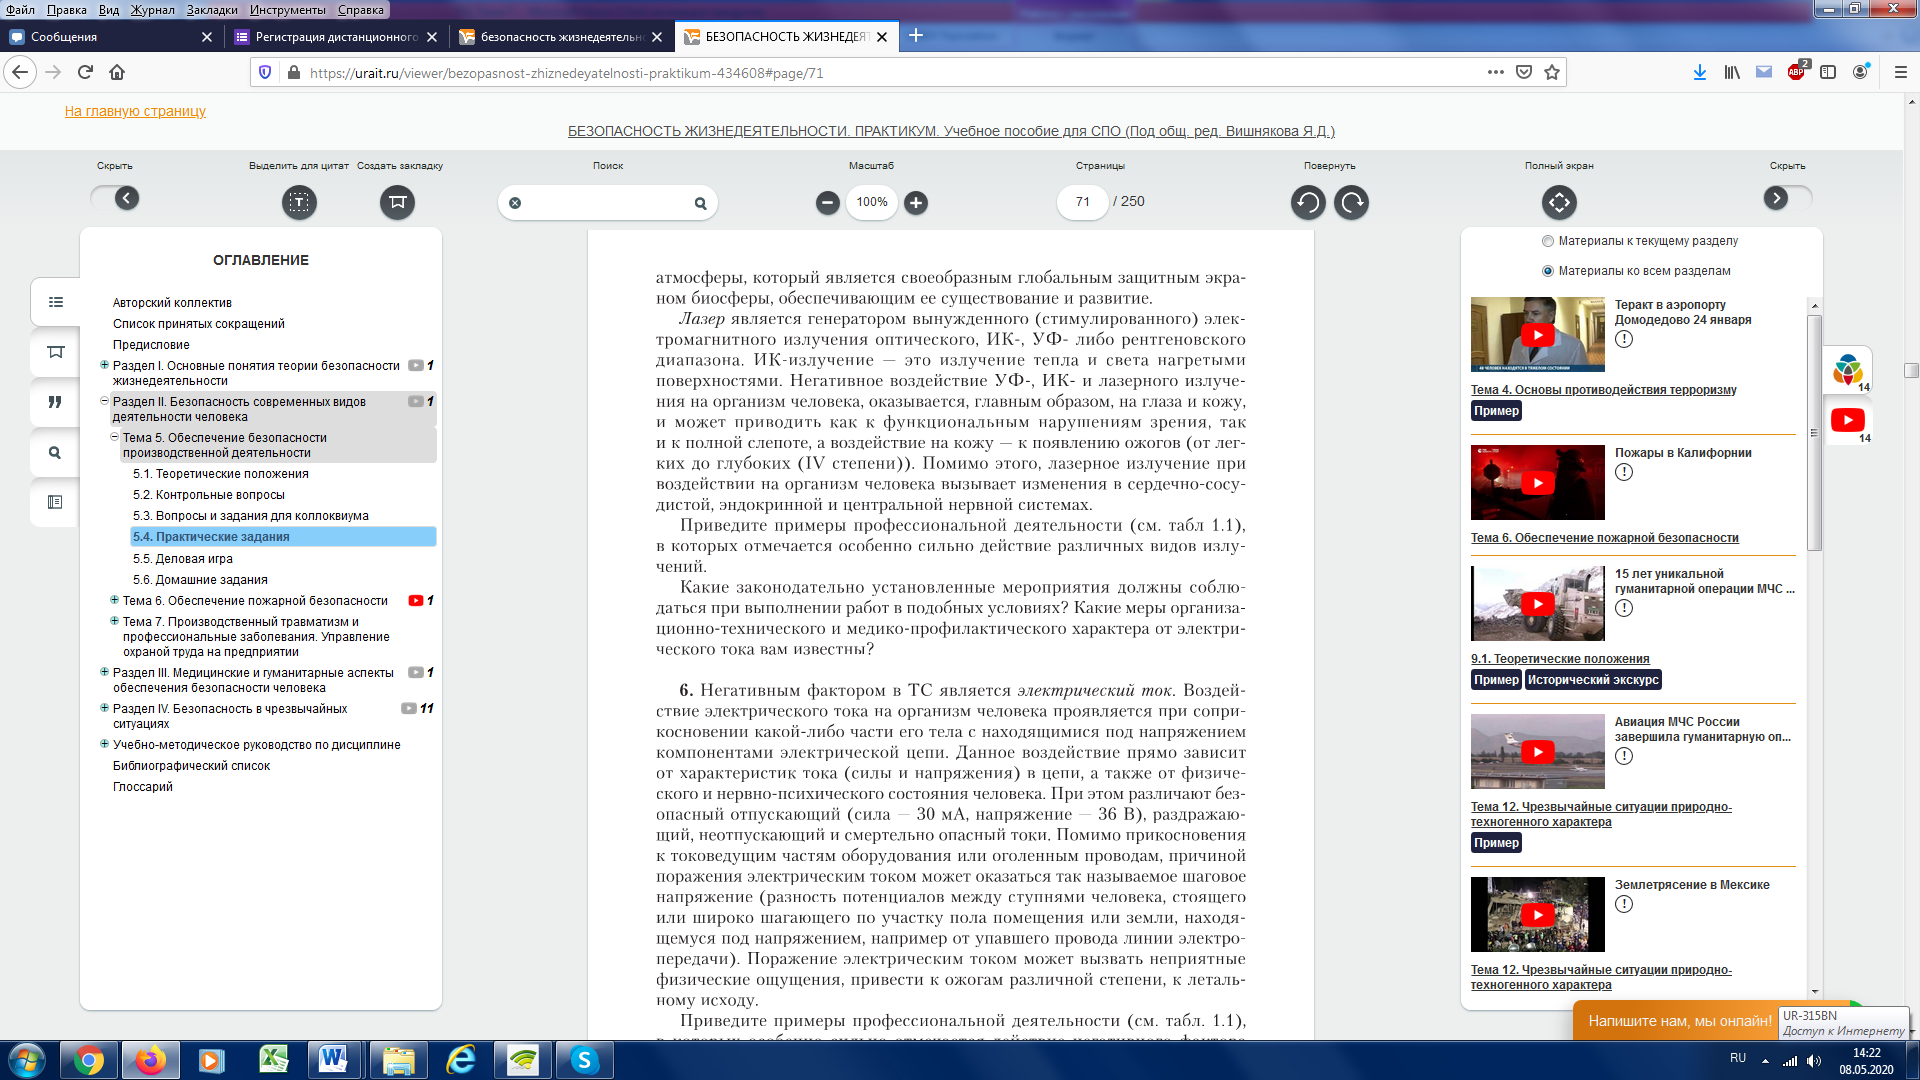 Файл Правка Вид Журнал Закладки Инструменты Справка
Сообщения
Регистрация дистанционного
безопасность жизнедеятельн
БЕЗОПАСНОСТЬ ЖИЗНЕДЕЯТ
https://urait.ru/viewer/bezopasnost-zhiznedeyatelnosti-praktikum-434608#page/71
ABP
2
На главную страницу
БЕЗОПАСНОСТЬ ЖИЗНЕДЕЯТЕЛЬНОСТИ. ПРАКТИКУМ. Учебное пособие для СПО (Под общ. ред. Вишнякова Я.Д.)
Скрыть
Выделить для цитат
Создать закладку
Поиск
Масштаб
Страницы
Повернуть
Полный экран
Скрыть
T
100%
71 / 250
ОГЛАВЛЕНИЕ
Авторский коллектив
Список принятых сокращений
Предисловие
Раздел I. Основные понятия теории безопасности 1
жизнедеятельности
Раздел II. Безопасность современных видов 1
деятельности человека
Тема 5. Обеспечение безопасности
производственной деятельности
5.1. Теоретические положения
5.2. Контрольные вопросы
5.3. Вопросы и задания для коллоквиума
5.4. Практические задания
5.5. Деловая игра
5.6. Домашние задания
Тема 6. Обеспечение пожарной безопасности 1
Тема 7. Производственный травматизм и
профессиональные заболевания. Управление
охраной труда на предприятии
Раздел III. Медицинские и гуманитарные аспекты 1
обеспечения безопасности человека
Раздел IV. Безопасность в чрезвычайных 11
ситуациях
Учебно-методическое руководство по дисциплине
Библиографический список
Глоссарий
атмосферы, который является своеобразным глобальным защитным экра-
ном биосферы, обеспечивающим ее существование и развитие.
Лазер является генератором вынужденного (стимулированного) элек-
тромагнитного излучения оптического, ИК-, УФ- либо рентгеновского
диапазона. ИК-излучение — это излучение тепла и света нагретыми
поверхностями. Негативное воздействие УФ-, ИК- и лазерного излуче-
ния на организм человека, оказывается, главным образом, на глаза и кожу,
и может приводить как к функциональным нарушениям зрения, так
и к полной слепоте, а воздействие на кожу — к появлению ожогов (от лег-
ких до глубоких (IV степени)). Помимо этого, лазерное излучение при
воздействии на организм человека вызывает изменения в сердечно-сосу-
дистой, эндокринной и центральной нервной системах.
Приведите примеры профессиональной деятельности (см. табл 1.1),
в которых отмечается особенно сильно действие различных видов излу-
чений.
Какие законодательно установленные мероприятия должны соблю-
даться при выполнении работ в подобных условиях? Какие меры организа-
ционно-технического и медико-профилактического характера от электри-
ческого тока вам известны?
6. Негативным фактором в ТС является электрический ток. Воздей-
ствие электрического тока на организм человека проявляется при сопри-
косновении какой-либо части его тела с находящимися под напряжением
компонентами электрической цепи. Данное воздействие прямо зависит
от характеристик тока (силы и напряжения) в цепи, а также от физиче-
ского и нервно-психического состояния человека. При этом различают без-
опасный отпускающий (сила — 30 мА, напряжение — 36 В), раздражаю-
щий, неотпускающий и смертельно опасный токи. Помимо прикосновения
к токоведущим частям оборудования или оголенным проводам, причиной
поражения электрическим током может оказаться так называемое шаговое
напряжение (разность потенциалов между ступнями человека, стоящего
или широко шагающего по участку пола помещения или земли, находя-
щемуся под напряжением, например от упавшего провода линии электро-
передачи). Поражение электрическим током может вызвать неприятные
физические ощущения, привести к ожогам различной степени, к леталь-
ному исходу.
Приведите примеры профессиональной деятельности (см. табл. 1.1),
Материалы к текущему разделу
Материалы ко всем разделам
Теракт в аэропорту
Домодедово 24 января
Тема 4. Основы противодействия терроризму
Пример
Пожары в Калифорнии
Тема 6. Обеспечение пожарной безопасности
15 лет уникальной
гуманитарной операции МЧС ...
9.1. Теоретические положения
Пример Исторический экскурс
Авиация МЧС России
завершила гуманитарную оп...
Тема 12. Чрезвычайные ситуации природно-
техногенного характера
Пример
Землетрясение в Мексике
Тема 12. Чрезвычайные ситуации природно-
техногенного характера
14
14
Напишите нам, мы онлайн!
UR-315BN
Доступ к Интернету
RU
14:22
08.05.2020